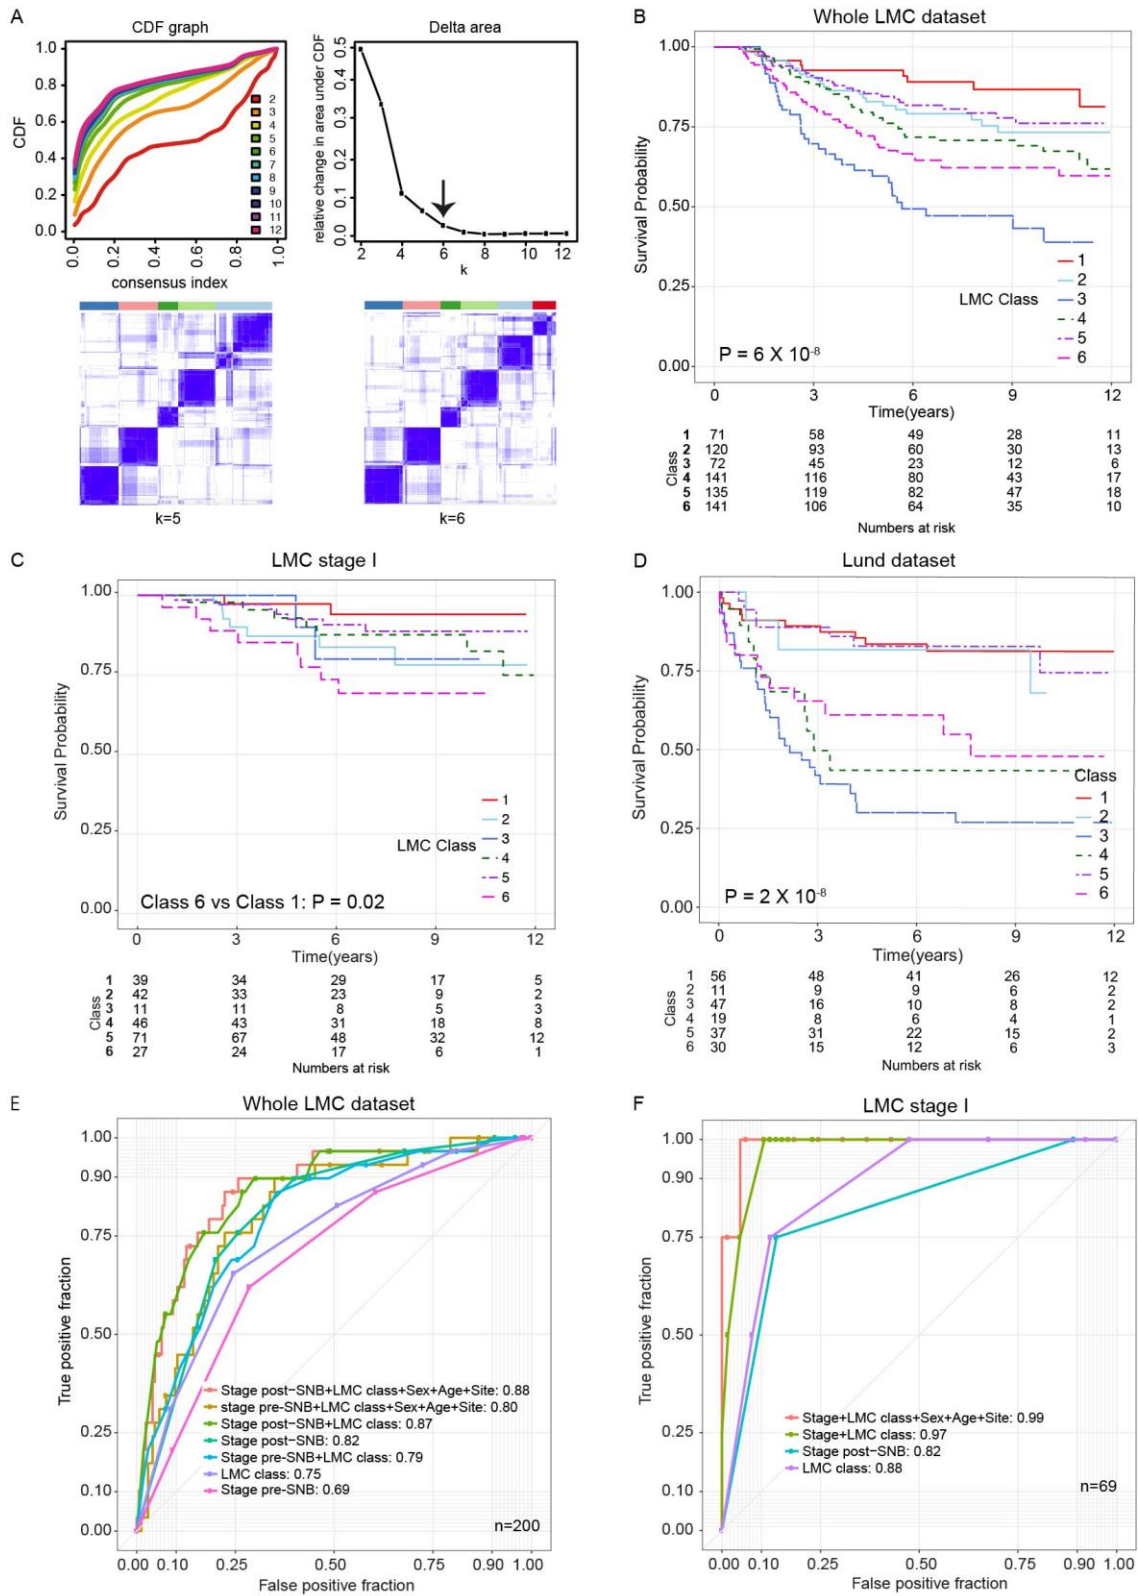 A
CDF graph
CDF
1.0
0.8
0.6
0.4
0.2
0.0
0.0
0.2
0.4
0.6
0.8
1.0
consensus index
2
3
4
5
6
7
8
9
10
11
12
Delta area
relative change in area under CDF
0.5
0.4
0.3
0.2
0.1
0.0
2 4 6 8 10 12
k
k=5
k=6
B
Whole LMC dataset
Survival Probability
1.00
0.75
0.50
0.25
0.00
LMC Class
1
2
3
4
5
6
P = 6 X 10-8
0 3 6 9 12
Time(years)
Class
1 71 58 49 28 11
2 120 93 60 30 13
3 72 45 23 12 6
4 141 116 80 43 17
5 135 119 82 47 18
6 141 106 64 35 10
Numbers at risk
C
LMC stage I
Survival Probability
1.00
0.75
0.50
0.25
0.00
LMC Class
1
2
3
4
5
6
Class 6 vs Class 1: P = 0.02
0 3 6 9 12
Time(years)
Class
1 39 34 29 17 5
2 42 33 23 9 2
3 11 11 8 5 3
4 46 43 31 18 8
5 71 67 48 32 12
6 27 24 17 6 1
Numbers at risk
D
Lund dataset
Survival Probability
1.00
0.75
0.50
0.25
0.00
Class
1
2
3
4
5
6
P = 2 X 10-8
0 3 6 9 12
Time(years)
Class
1 56 48 41 26 12
2 11 9 9 6 2
3 47 16 10 8 2
4 19 8 6 4 1
5 37 31 22 15 2
6 30 15 12 6 3
Numbers at risk
E
Whole LMC dataset
True positive fraction
1.00
0.90
0.75
0.50
0.25
0.10
0.00
Stage post−SNB+LMC class+Sex+Age+Site: 0.88
stage pre-SNB+LMC class+Sex+Age+Site: 0.80
Stage post−SNB+LMC class: 0.87
Stage post−SNB: 0.82
Stage pre−SNB+LMC class: 0.79
LMC class: 0.75
Stage pre-SNB: 0.69
n=200
0.00 0.10 0.25 0.50 0.75 0.90 1.00
False positive fraction
F
LMC stage I
True positive fraction
1.00
0.90
0.75
0.50
0.25
0.10
0.00
Stage+LMC class+Sex+Age+Site: 0.99
Stage+LMC class: 0.97
Stage post−SNB: 0.82
LMC class: 0.88
n=69
0.00 0.10 0.25 0.50 0.75 0.90 1.00
False positive fraction